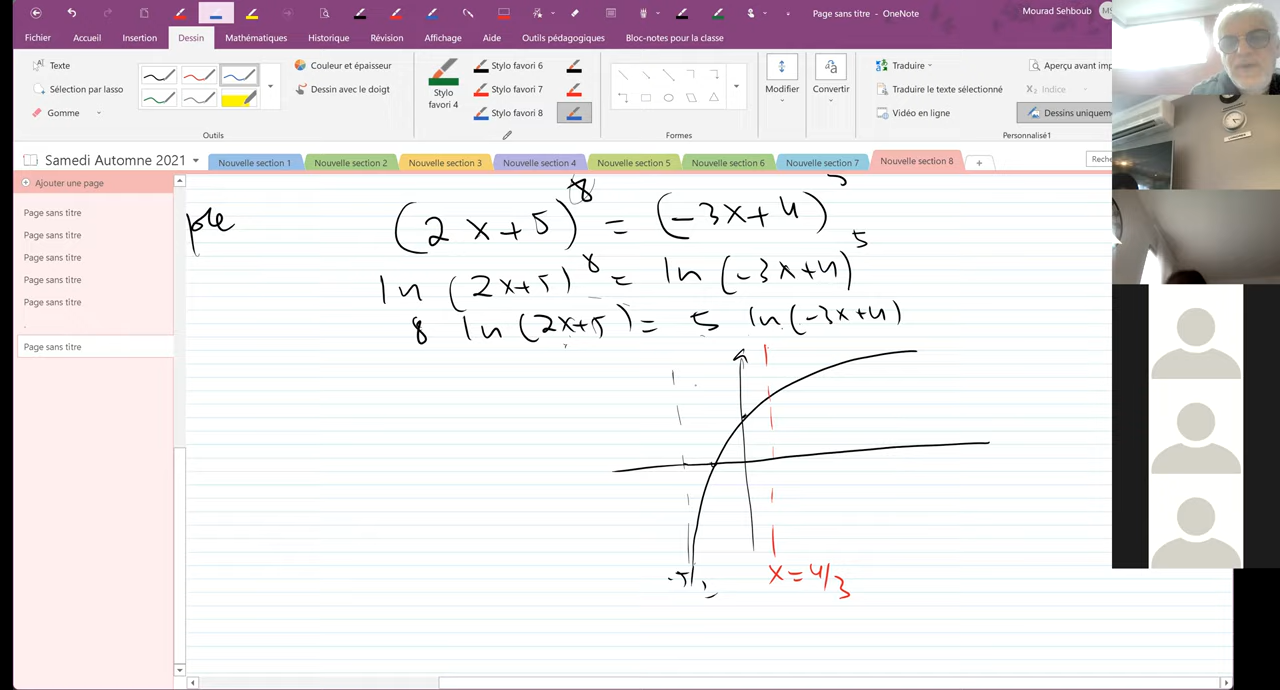 Page sans titre - OneNote
Mourad Sehboub
Fichier Accueil Insertion Dessin Mathématiques Historique Révision Affichage Aide Outils pédagogiques Bloc-notes pour la classe
Texte
Sélection par lasso
Gomme
Outils
Couleur et épaisseur
Dessin avec le doigt
Stylo favori 4
Stylo favori 6
Stylo favori 7
Stylo favori 8
Formes
Modifier
Convertir
Traduire
Traduire le texte sélectionné
Vidéo en ligne
Aperçu avant imp
Indice
Dessins uniqueme
Personnalisé1
Samedi Automne 2021
Nouvelle section 1 Nouvelle section 2 Nouvelle section 3 Nouvelle section 4 Nouvelle section 5 Nouvelle section 6 Nouvelle section 7 Nouvelle section 8 +
Reche
Ajouter une page
Page sans titre
Page sans titre
Page sans titre
Page sans titre
Page sans titre
Page sans titre
ple (2x+5)^8 = (-3x+4)^5
ln (2x+5)^8 = ln (-3x+4)^5
8 ln (2x+5) = 5 ln (-3x+4)
-5/2
x = 4/3